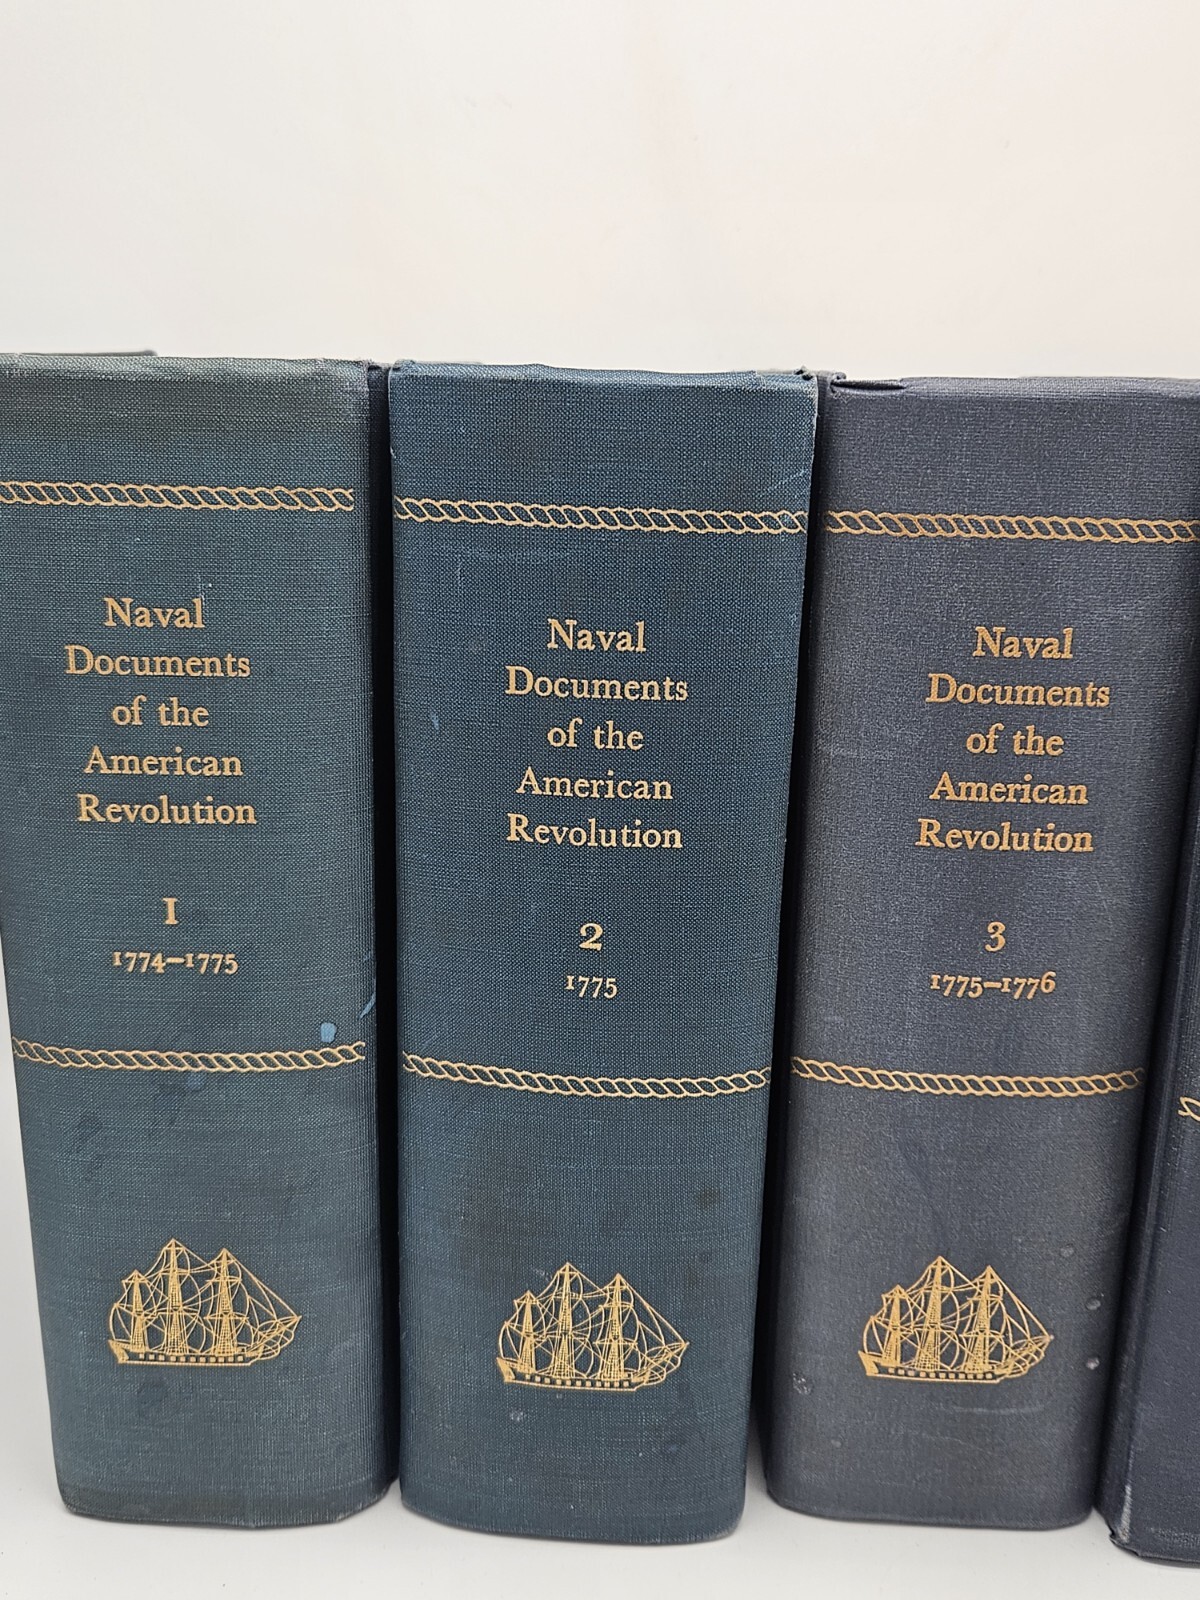 Naval
Documents
of the
American
Revolution
1
1774–1775
Naval
Documents
of the
American
Revolution
2
1775
Naval
Documents
of the
American
Revolution
3
1775–1776